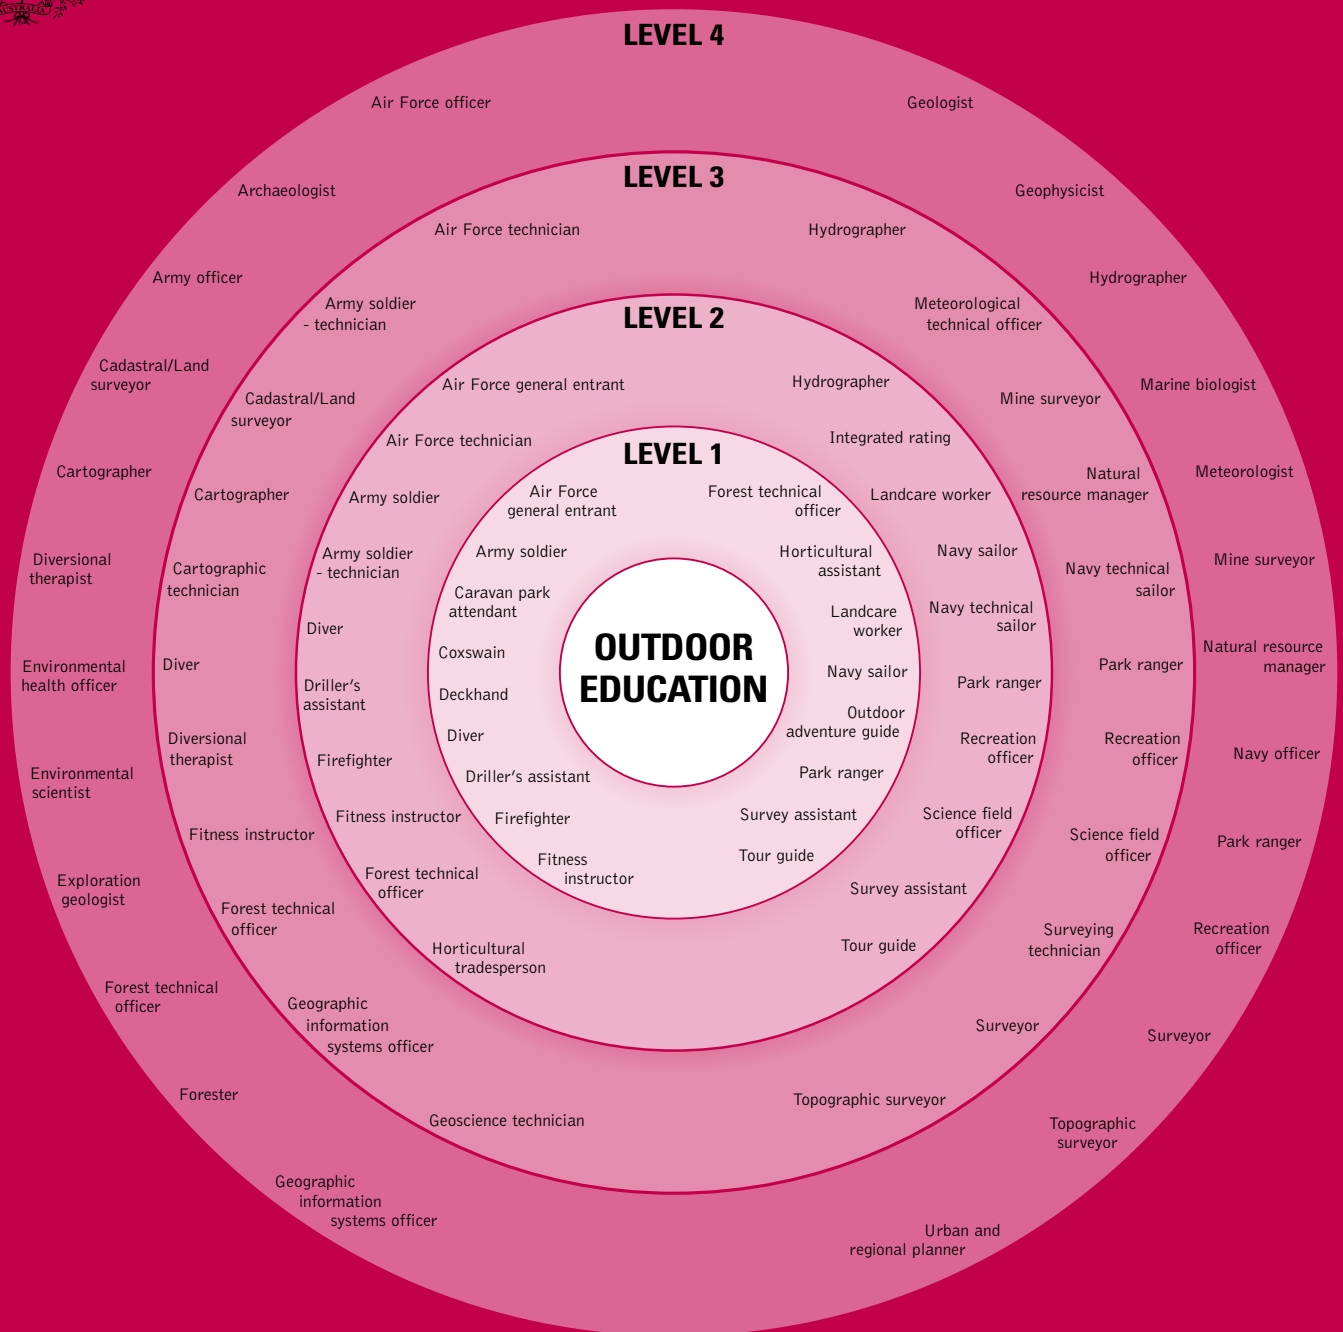 AUSTRALIA
LEVEL 4
Air Force officer
Archaeologist
Army officer
Cadastral/Land
surveyor
Cartographer
Diversional
therapist
Environmental
health officer
Environmental
scientist
Exploration
geologist
Forest technical
officer
Forester
Geographic
information
systems officer
Geologist
Geophysicist
Hydrographer
Marine biologist
Meteorologist
Mine surveyor
Natural resource
manager
Navy officer
Park ranger
Recreation
officer
Surveyor
Topographic
surveyor
Urban and
regional planner
LEVEL 3
Air Force technician
Army soldier
- technician
Cadastral/Land
surveyor
Cartographer
Cartographic
technician
Diver
Diversional
therapist
Fitness instructor
Forest technical
officer
Geographic
information
systems officer
Geoscience technician
Hydrographer
Meteorological
technical officer
Mine surveyor
Natural
resource manager
Navy technical
sailor
Park ranger
Recreation
officer
Science field
officer
Surveying
technician
Surveyor
Topographic surveyor
LEVEL 2
Air Force general entrant
Air Force technician
Army soldier
Army soldier
- technician
Diver
Driller's
assistant
Firefighter
Fitness instructor
Forest technical
officer
Horticultural
tradesperson
Hydrographer
Integrated rating
Landcare worker
Navy sailor
Navy technical
sailor
Park ranger
Recreation
officer
Science field
officer
Survey assistant
Tour guide
LEVEL 1
Air Force
general entrant
Army soldier
Caravan park
attendant
Coxswain
Deckhand
Diver
Driller's assistant
Firefighter
Fitness
instructor
Forest technical
officer
Horticultural
assistant
Landcare
worker
Navy sailor
Outdoor
adventure guide
Park ranger
Survey assistant
Tour guide
OUTDOOR
EDUCATION